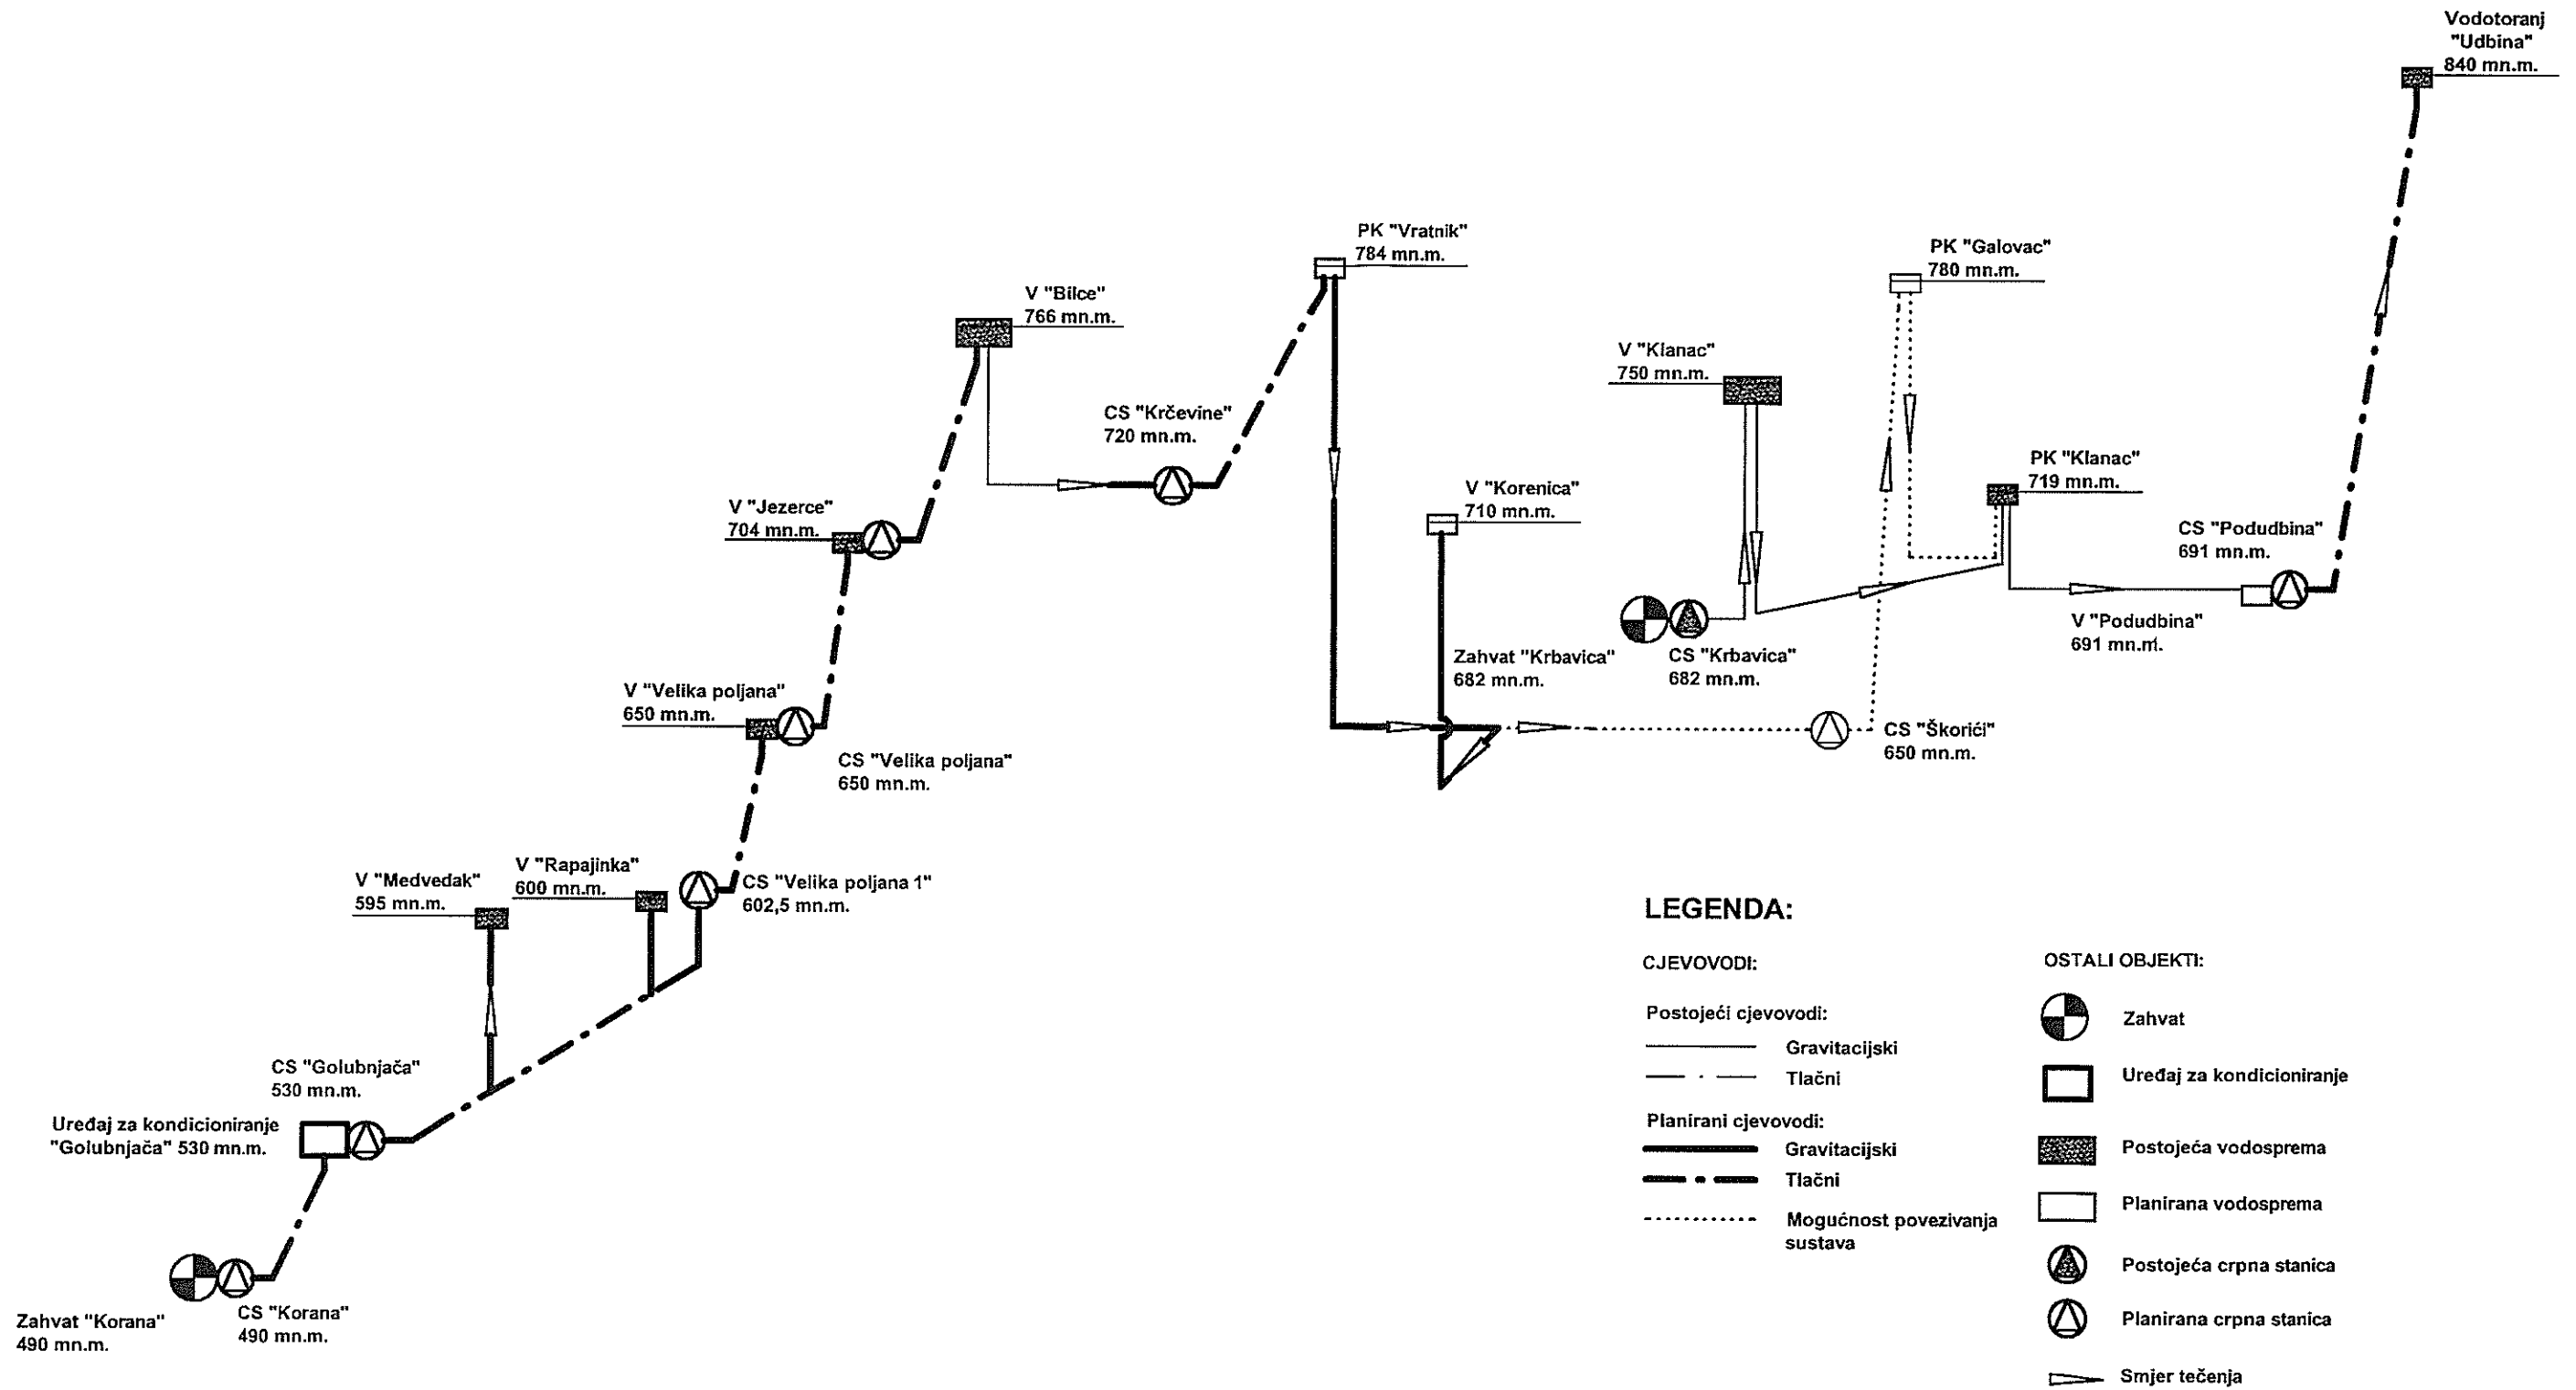 Vodotoranj
"Udbina"
840 mn.m.
PK "Vratnik"
784 mn.m.
PK "Galovac"
780 mn.m.
V "Bilce"
766 mn.m.
V "Klanac"
750 mn.m.
CS "Krčevine"
720 mn.m.
PK "Klanac"
719 mn.m.
V "Korenica"
710 mn.m.
V "Jezerce"
704 mn.m.
CS "Podudbina"
691 mn.m.
V "Podudbina"
691 mn.m.
Zahvat "Krbavica"
682 mn.m.
CS "Krbavica"
682 mn.m.
V "Velika poljana"
650 mn.m.
CS "Škorići"
650 mn.m.
CS "Velika poljana"
650 mn.m.
V "Rapajinka"
600 mn.m.
V "Medvedak"
595 mn.m.
CS "Velika poljana 1"
602,5 mn.m.
CS "Golubnjača"
530 mn.m.
Uređaj za kondicioniranje
"Golubnjača" 530 mn.m.
CS "Korana"
490 mn.m.
Zahvat "Korana"
490 mn.m.
LEGENDA:
CJEVOVODI:
Postojeći cjevovodi:
Gravitacijski
Tlačni
Planirani cjevovodi:
Gravitacijski
Tlačni
Mogućnost povezivanja
sustava
OSTALI OBJEKTI:
Zahvat
Uređaj za kondicioniranje
Postojeća vodosprema
Planirana vodosprema
Postojeća crpna stanica
Planirana crpna stanica
Smjer tečenja